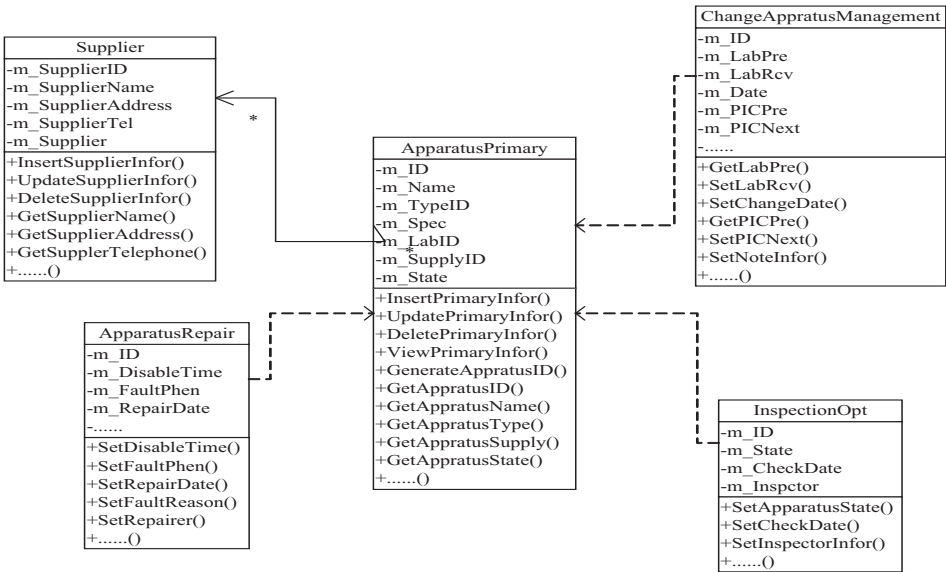 Supplier
-m_SupplierID
-m_SupplierName
-m_SupplierAddress
-m_SupplierTel
-m_Supplier
+InsertSupplierInfor()
+UpdateSupplierInfor()
+DeleteSupplierInfor()
+GetSupplierName()
+GetSupplierAddress()
+GetSupplerTelephone()
+......()
*
ApparatusPrimary
-m_ID
-m_Name
-m_TypeID
-m_Spec
-m_LabID
*
-m_SupplyID
-m_State
+InsertPrimaryInfor()
+UpdatePrimaryInfor()
+DeletePrimaryInfor()
+ViewPrimaryInfor()
+GenerateAppratusID()
+GetAppratusID()
+GetAppratusName()
+GetAppratusType()
+GetAppratusSupply()
+GetAppratusState()
+......()
ChangeAppratusManagement
-m_ID
-m_LabPre
-m_LabRcv
-m_Date
-m_PICPre
-m_PICNext
-......
+GetLabPre()
+SetLabRcv()
+SetChangeDate()
+GetPICPre()
+SetPICNext()
+SetNoteInfor()
+......()
ApparatusRepair
-m_ID
-m_DisableTime
-m_FaultPhen
-m_RepairDate
-......
+SetDisableTime()
+SetFaultPhen()
+SetRepairDate()
+SetFaultReason()
+SetRepairer()
+......()
InspectionOpt
-m_ID
-m_State
-m_CheckDate
-m_Inspctor
+SetApparatusState()
+SetCheckDate()
+SetInspectorInfor()
+......()